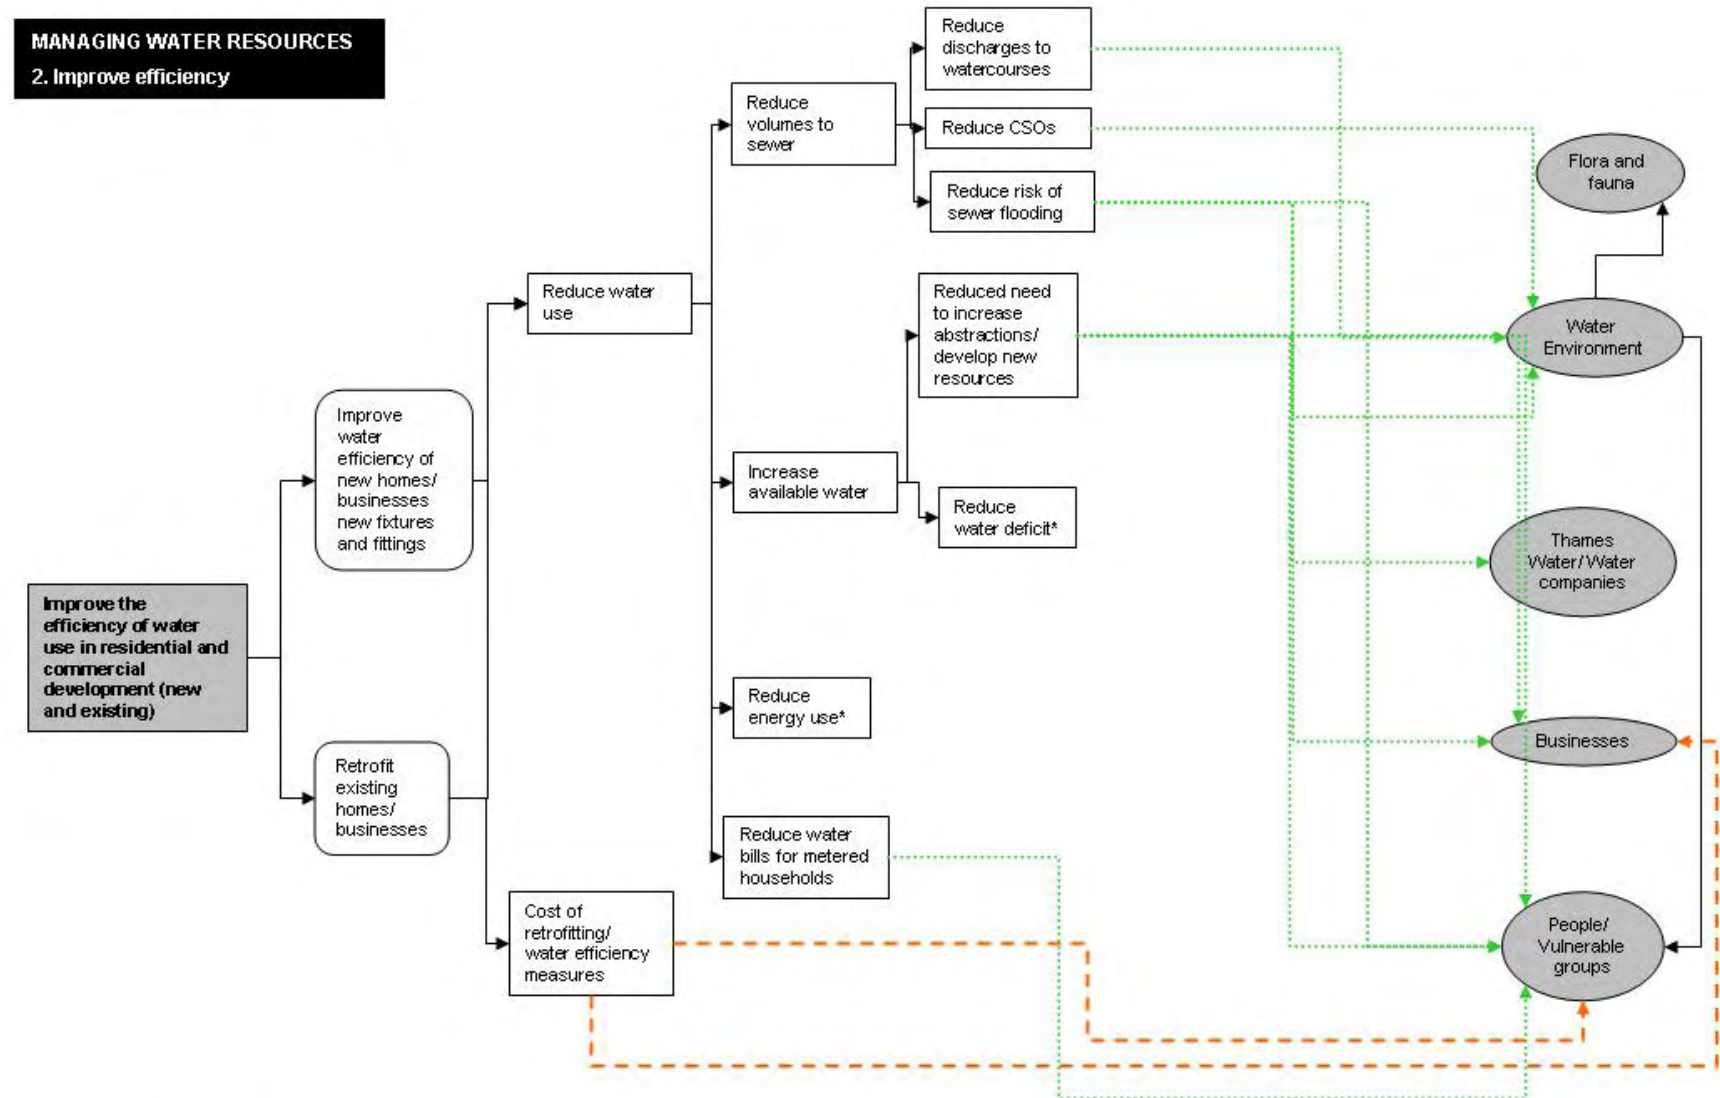 MANAGING WATER RESOURCES
2. Improve efficiency
Reduce
discharges to
watercourses
Reduce
volumes to
sewer
Reduce CSOs
Reduce risk of
sewer flooding
Flora and
fauna
Reduce water
use
Reduced need
to increase
abstractions/
develop new
resources
Water
Environment
Improve
water
efficiency of
new homes/
businesses
new fixtures
and fittings
Increase
available water
Reduce
water deficit*
Thames
Water/Water
companies
Improve the
efficiency of water
use in residential and
commercial
development (new
and existing)
Reduce
energy use*
Businesses
Retrofit
existing
homes/
businesses
Reduce water
bills for metered
households
Cost of
retrofitting/
water efficiency
measures
People/
Vulnerable
groups